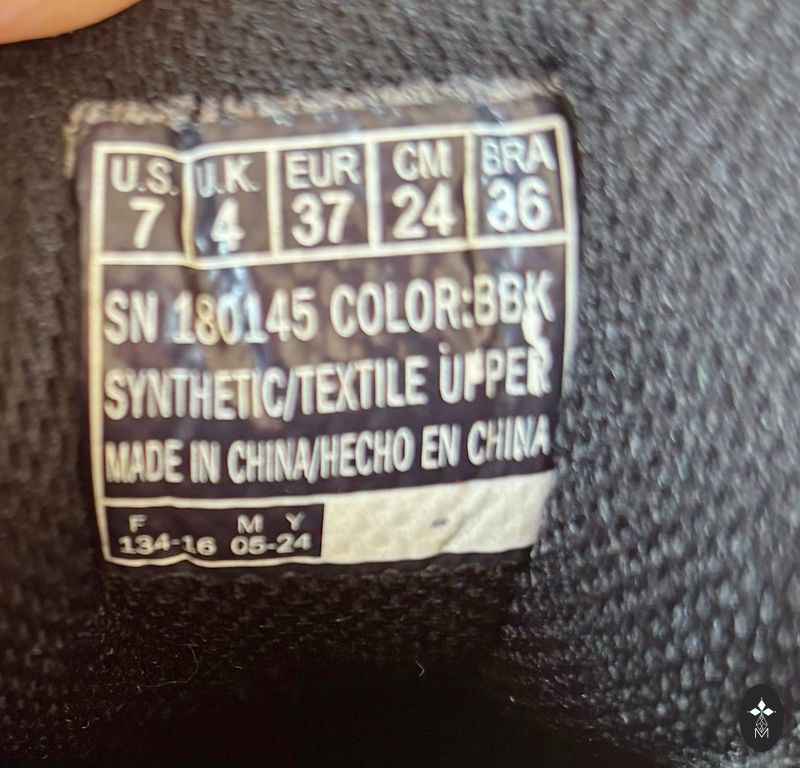 U.S. U.K. EUR CM BRA
7 4 37 24 36
SN 180145 COLOR:BBK
SYNTHETIC/TEXTILE UPPER
MADE IN CHINA/HECHO EN CHINA
F M Y
134-16 05-24
M